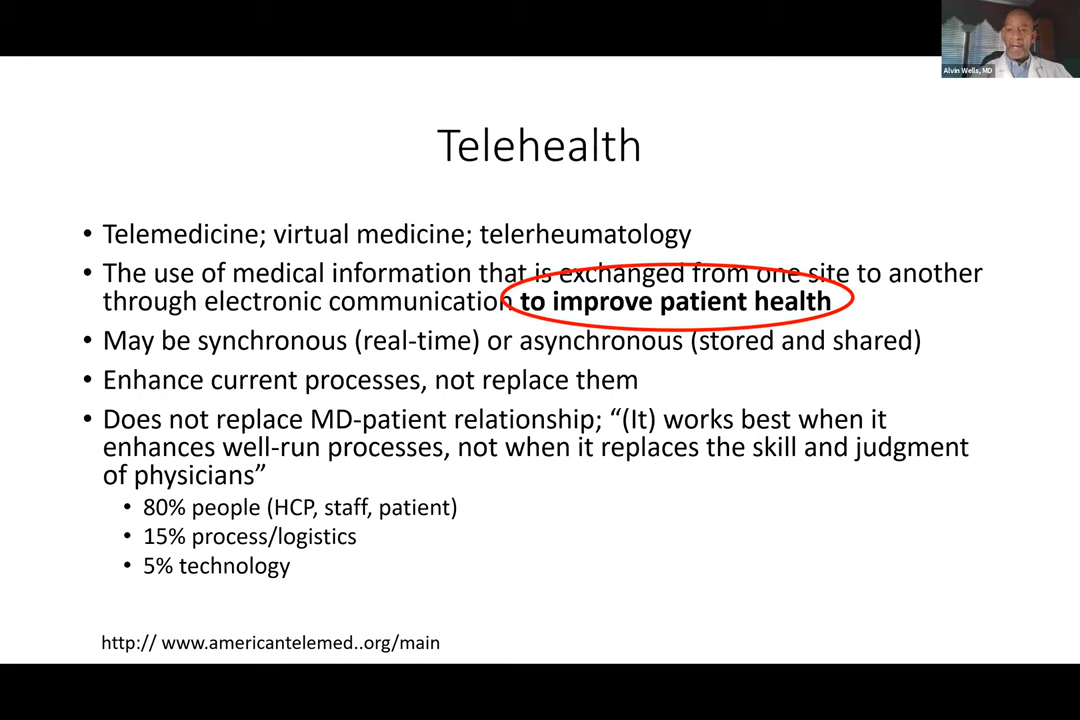 Alvin Wells, MD
Telehealth
• Telemedicine; virtual medicine; telerheumatology
• The use of medical information that is exchanged from one site to another
through electronic communication to improve patient health
• May be synchronous (real-time) or asynchronous (stored and shared)
• Enhance current processes, not replace them
• Does not replace MD-patient relationship; “(It) works best when it
enhances well-run processes, not when it replaces the skill and judgment
of physicians”
• 80% people (HCP, staff, patient)
• 15% process/logistics
• 5% technology
http:// www.americantelemed..org/main